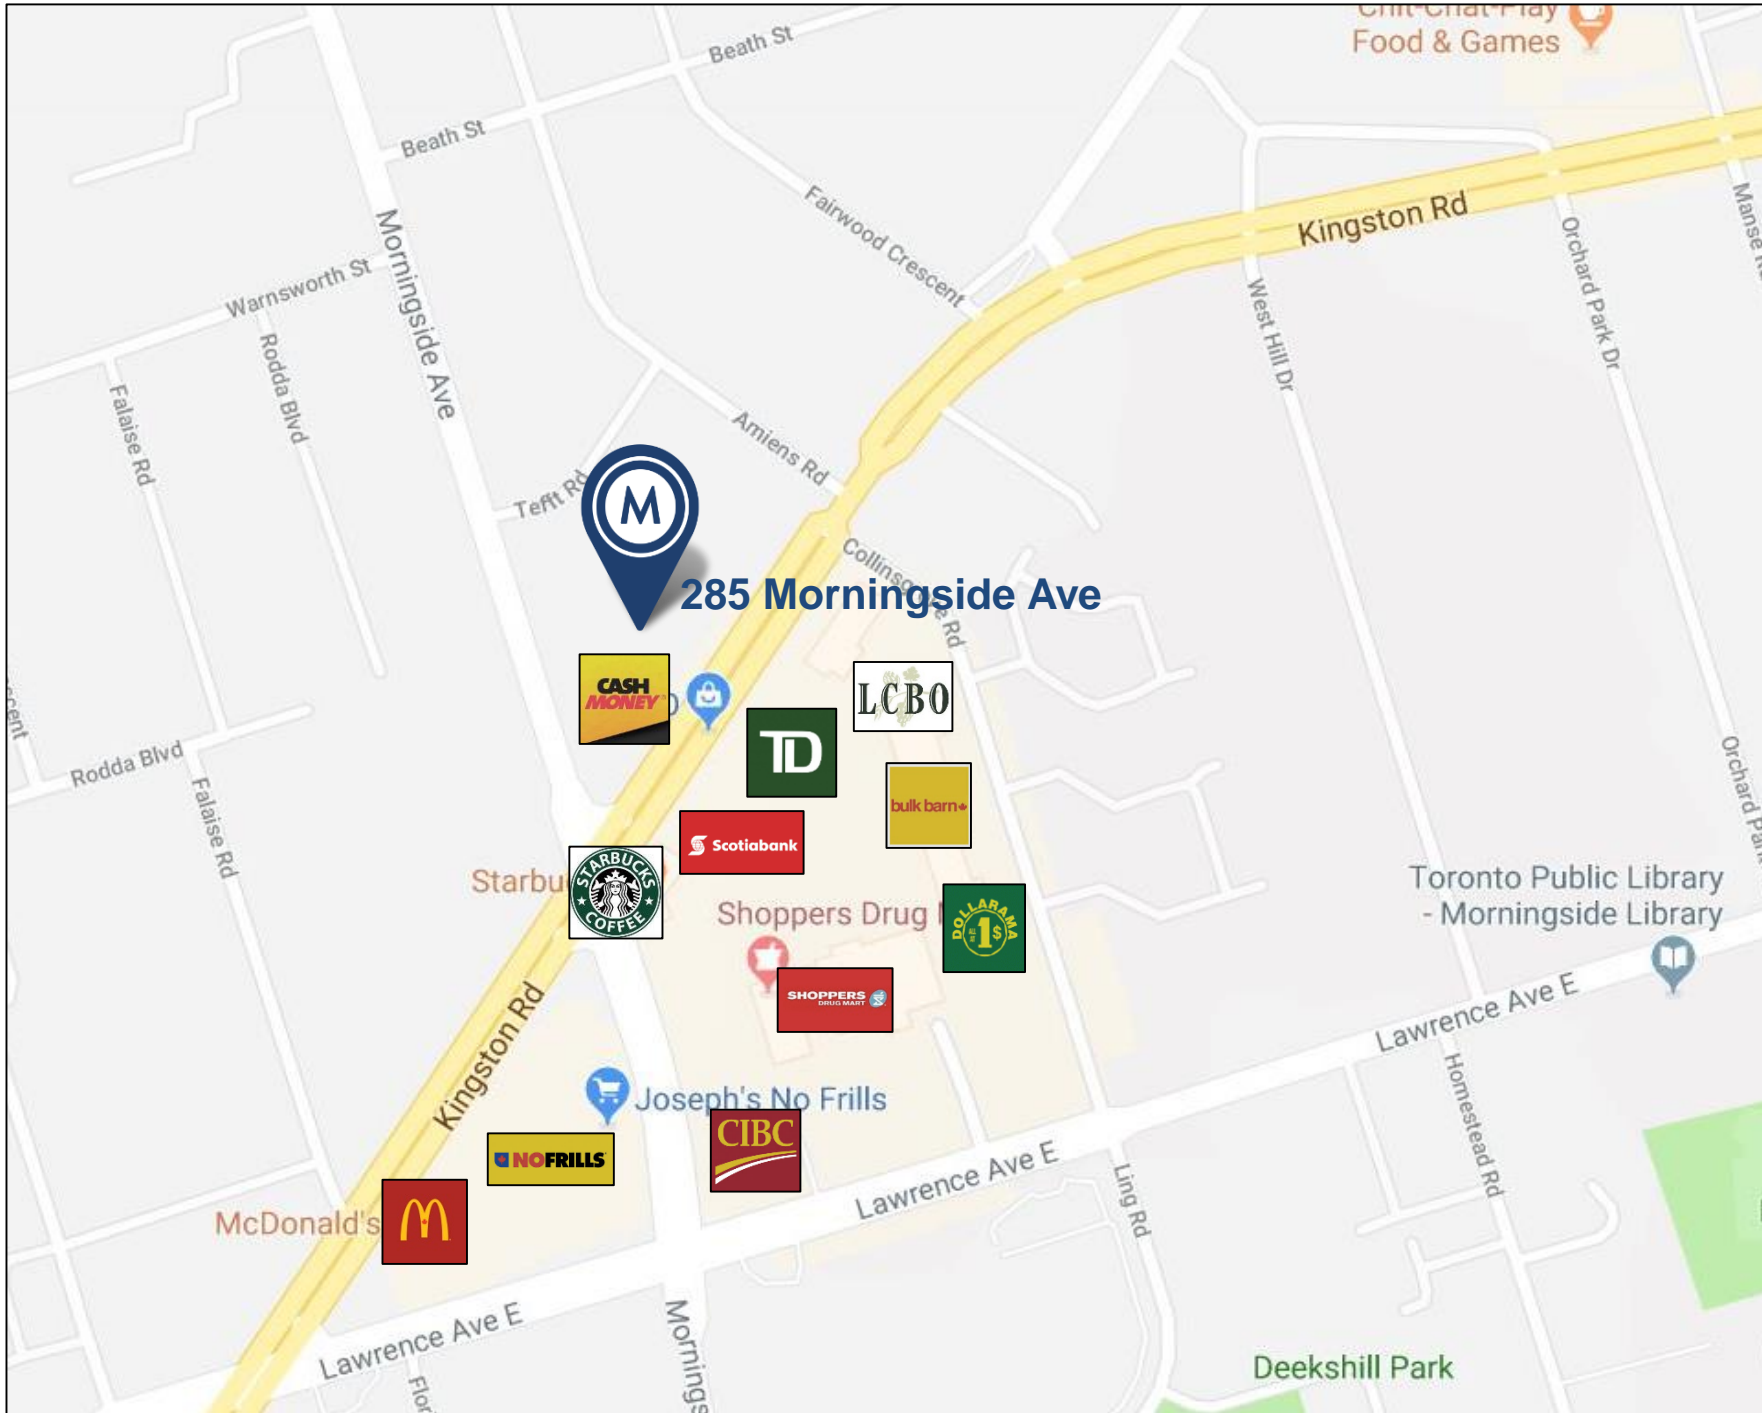 Chit-Chat-Play
Food & Games
Beath St
Beath St
Morningside Ave
Fairwood Crescent
Kingston Rd
Manse
Orchard Park Dr
West Hill Dr
Warnsworth St
Rodda Blvd
Falaise Rd
Amiens Rd
Tefft Rd
M
285 Morningside Ave
Rd
CASH
MONEY
LCBO
TD
bulk barn
Scotiabank
Rodda Blvd
Falaise Rd
Orchard
STARBUCKS
COFFEE
Shoppers Drug
DOLLARAMA
1$
Toronto Public Library
- Morningside Library
SHOPPERS
DRUG MART
Lawrence Ave E
Kingston Rd
Joseph's No Frills
Homestead Rd
CIBC
NOFRILLS
Lawrence Ave E
Ling Rd
McDonald's
Lawrence Ave E
Deekshill Park